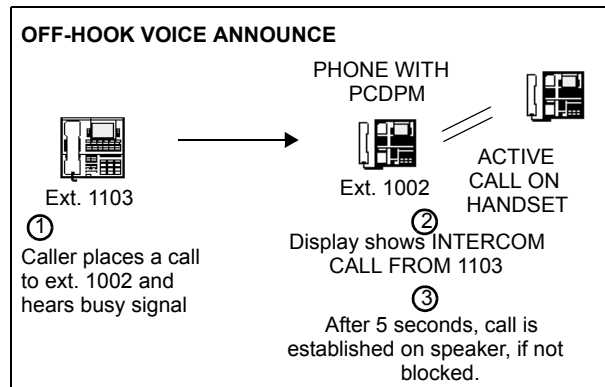 OFF-HOOK VOICE ANNOUNCE
PHONE WITH
PCDPM
Ext. 1103
Ext. 1002
ACTIVE
CALL ON
HANDSET
1
Caller places a call
to ext. 1002 and
hears busy signal
2
Display shows INTERCOM
CALL FROM 1103
3
After 5 seconds, call is
established on speaker, if not
blocked.